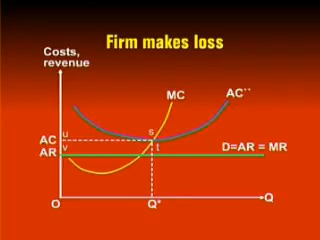 Firm makes loss
Costs,
revenue
MC
AC``
u
s
AC
AR
v
t
D=AR = MR
O
Q*
Q